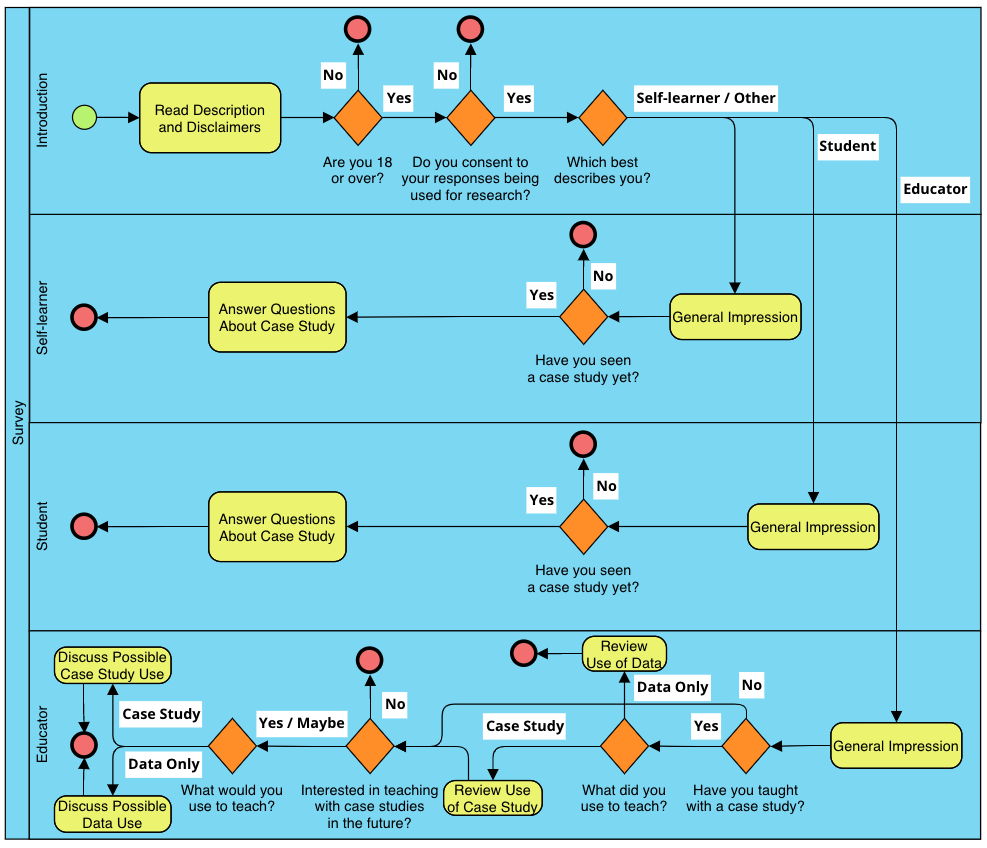 Survey
Introduction
Read Description
and Disclaimers
No
Yes
Are you 18
or over?
No
Yes
Do you consent to
your responses being
used for research?
Which best
describes you?
Self-learner / Other
Student
Educator
Self-learner
General Impression
No
Yes
Have you seen
a case study yet?
Answer Questions
About Case Study
Student
General Impression
No
Yes
Have you seen
a case study yet?
Answer Questions
About Case Study
Educator
General Impression
No
Yes
Have you taught
with a case study?
Data Only
Review
Use of Data
Case Study
What did you
use to teach?
Review Use
of Case Study
No
Yes / Maybe
Interested in teaching
with case studies
in the future?
What would you
use to teach?
Case Study
Discuss Possible
Case Study Use
Data Only
Discuss Possible
Data Use